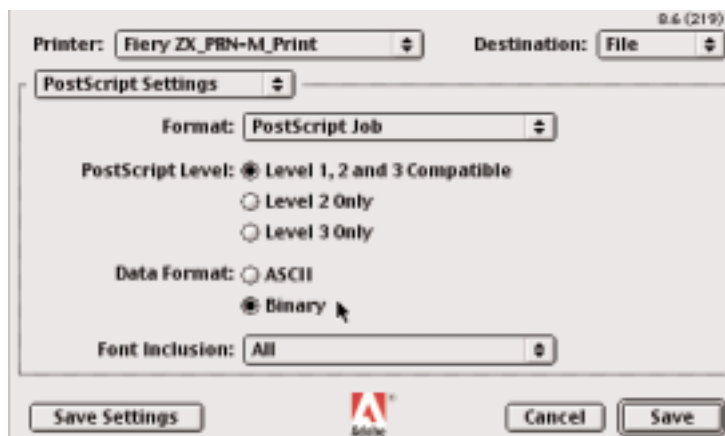 8.6 (219)
Printer: Fiery ZX_PRN-M_Print Destination: File
PostScript Settings
Format: PostScript Job
PostScript Level: Level 1, 2 and 3 Compatible
Level 2 Only
Level 3 Only
Data Format: ASCII
Binary
Font Inclusion: All
Save Settings Adobe Cancel Save